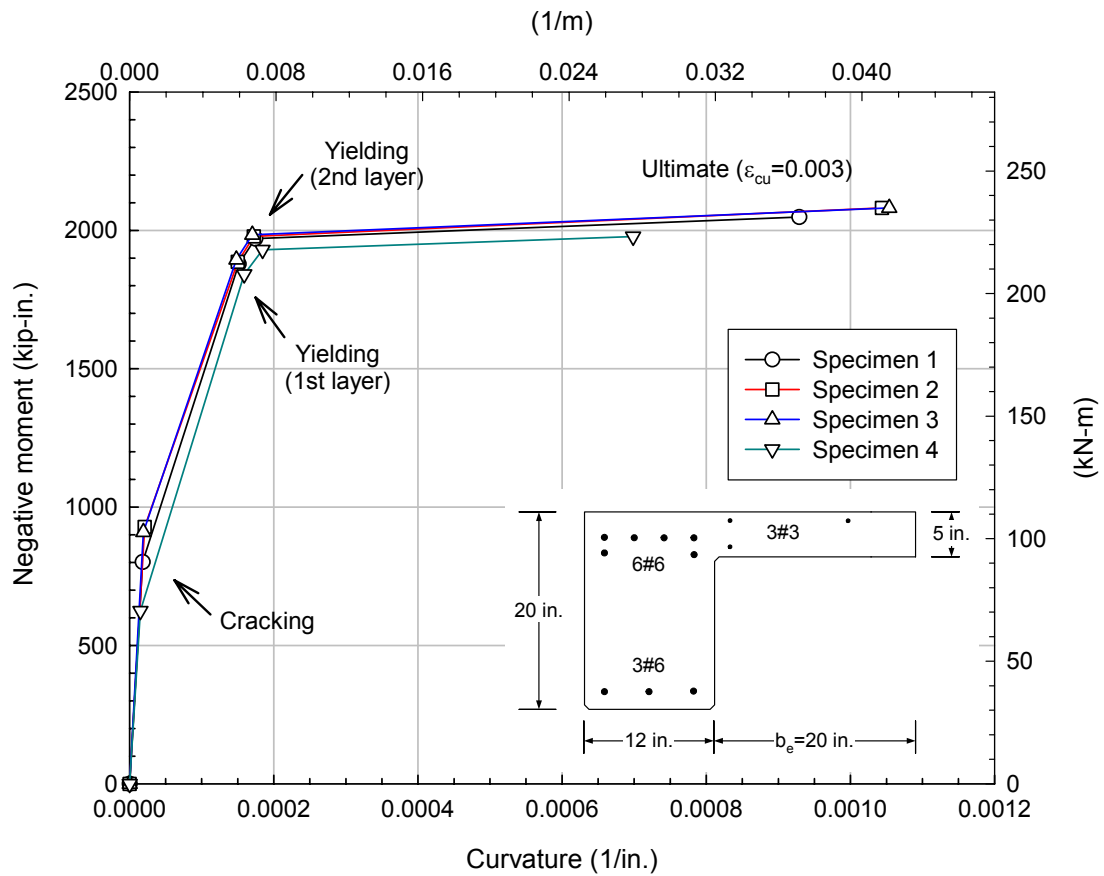 (1/m)
0.000 0.008 0.016 0.024 0.032 0.040
2500
2000
1500
1000
500
0
Negative moment (kip-in.)
Yielding
(2nd layer)
Ultimate (εcu=0.003)
Yielding
(1st layer)
Cracking
Specimen 1
Specimen 2
Specimen 3
Specimen 4
3#3
5 in.
6#6
20 in.
3#6
12 in.
be=20 in.
250
200
150
100
50
0
(kN-m)
0.0000 0.0002 0.0004 0.0006 0.0008 0.0010 0.0012
Curvature (1/in.)